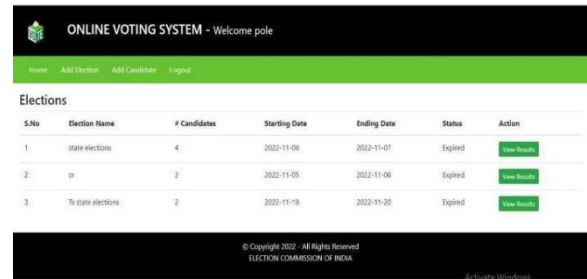 VOTE
ONLINE VOTING SYSTEM - Welcome pole
Home Add Election Add Candidate Logout
Elections
S.No Election Name # Candidates Starting Date Ending Date Status Action
1 state elections 4 2022-11-06 2022-11-07 Expired View Results
2 cr 2 2022-11-05 2022-11-06 Expired View Results
3 Ts state elections 2 2022-11-19 2022-11-20 Expired View Results
© Copyright 2022 - All Rights Reserved
ELECTION COMMISSION OF INDIA
Activate Windows